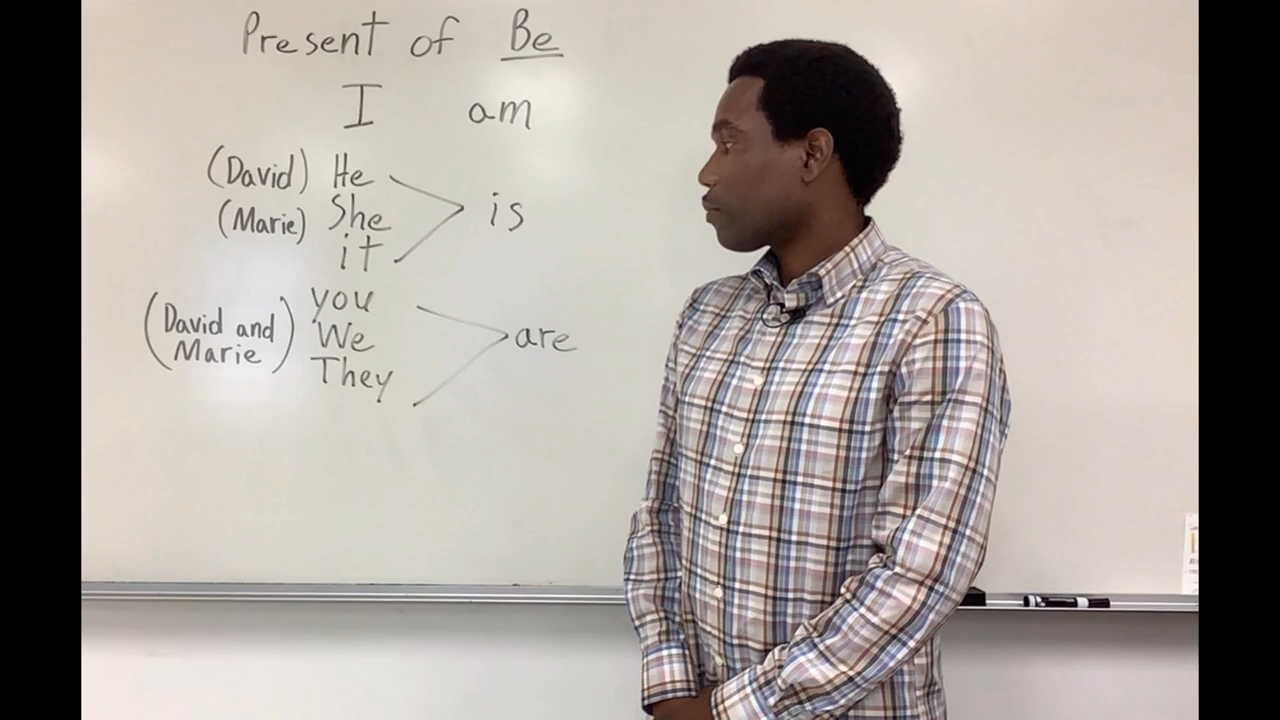 Present of Be
I am
(David) He
(Marie) She
is
it
you
(David and Marie)
We
are
They